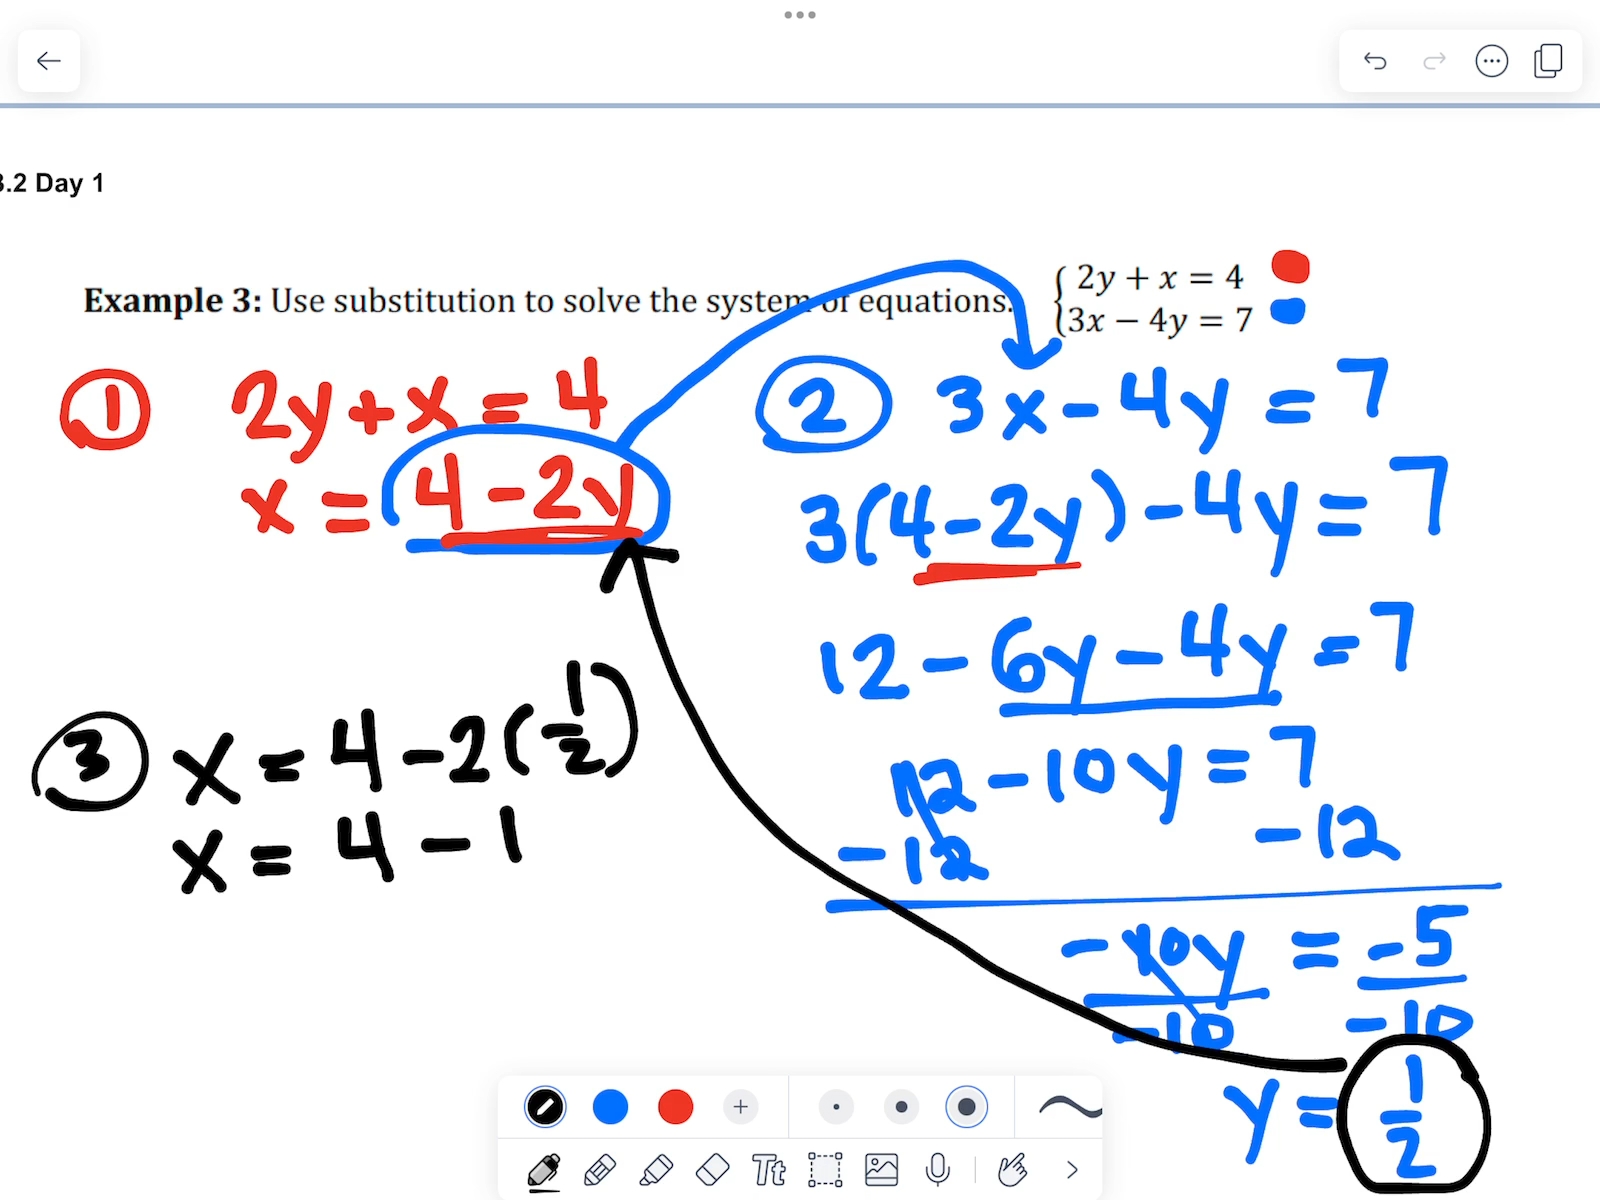 3.2 Day 1
Example 3: Use substitution to solve the system of equations.
2y + x = 4
3x − 4y = 7
① 2y + x = 4
x = (4 − 2y
② 3x − 4y = 7
3(4 − 2y) − 4y = 7
12 − 6y − 4y = 7
12 − 10y = 7
−12 −12
−10y = −5
−10 −10
y = 1/2
③ x = 4 − 2(1/2)
x = 4 − 1
Tt